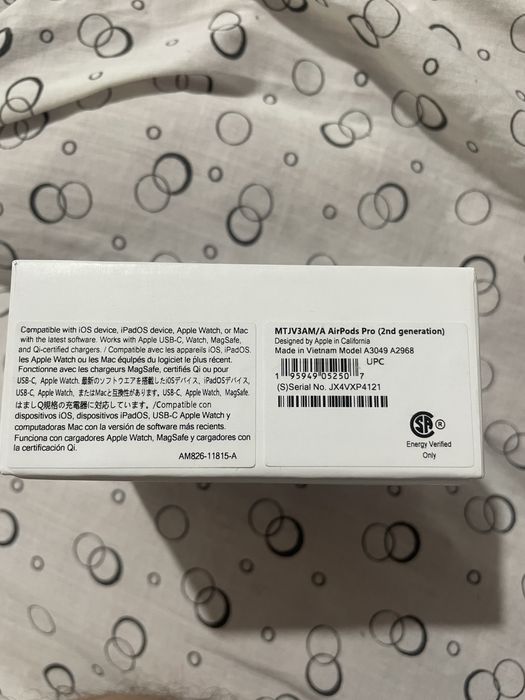 Compatible with iOS device, iPadOS device, Apple Watch, or Mac
with the latest software. Works with Apple USB-C, Watch, MagSafe,
and Qi-certified chargers. / Compatible avec les appareils iOS, iPadOS.
les Apple Watch ou les Mac équipés du logiciel le plus récent.
Fonctionne avec les chargeurs MagSafe, certifiés Qi ou pour
USB-C, Apple Watch. 最新のソフトウエアを搭載したiOSデバイス, iPadOSデバイス,
USB-C, Apple Watch, またはMacと互換性があります。 USB-C, Apple Watch, MagSafe.
はましQ規格の充電器に対応しています。/Compatible con
dispositivos iOS, dispositivos iPadOS, USB-C Apple Watch y
computadoras Mac con la versión de software más recients.
Funciona con cargadores Apple Watch, MagSafe y cargadores con
la certificación Qi.
AM826-11815-A
MTJV3AM/A AirPods Pro (2nd generation)
Designed by Apple in California
Made in Vietnam Model A3049 A2968
UPC
1 95949 05250 7
(S)Serial No. JX4VXP4121
SA ®
Energy Verified
Only